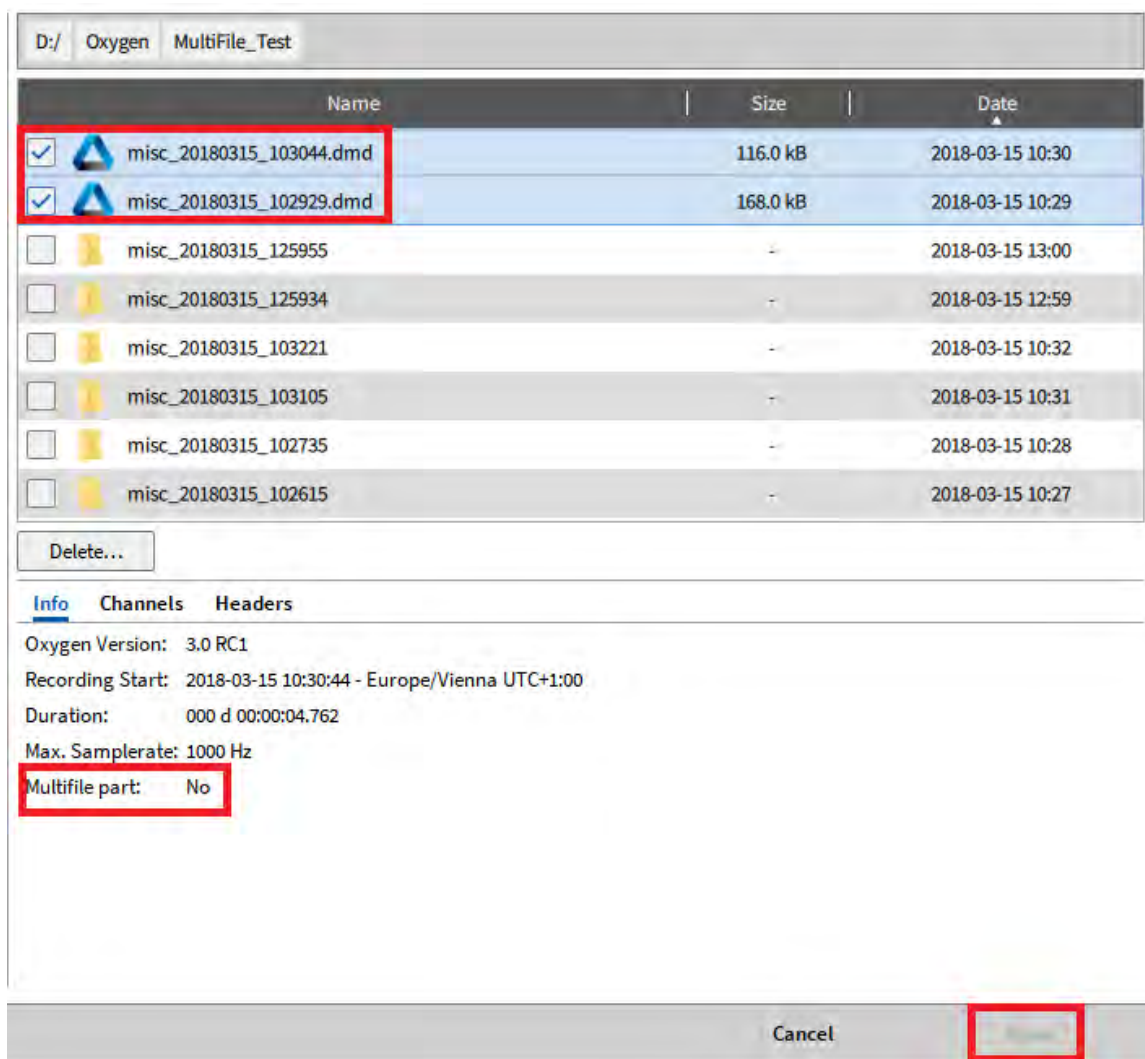 D:/ Oxygen MultiFile_Test
Name Size Date
misc_20180315_103044.dmd 116.0 kB 2018-03-15 10:30
misc_20180315_102929.dmd 168.0 kB 2018-03-15 10:29
misc_20180315_125955 - 2018-03-15 13:00
misc_20180315_125934 - 2018-03-15 12:59
misc_20180315_103221 - 2018-03-15 10:32
misc_20180315_103105 - 2018-03-15 10:31
misc_20180315_102735 - 2018-03-15 10:28
misc_20180315_102615 - 2018-03-15 10:27
Delete...
Info Channels Headers
Oxygen Version: 3.0 RC1
Recording Start: 2018-03-15 10:30:44 - Europe/Vienna UTC+1:00
Duration: 000 d 00:00:04.762
Max. Samplerate: 1000 Hz
Multifile part: No
Cancel